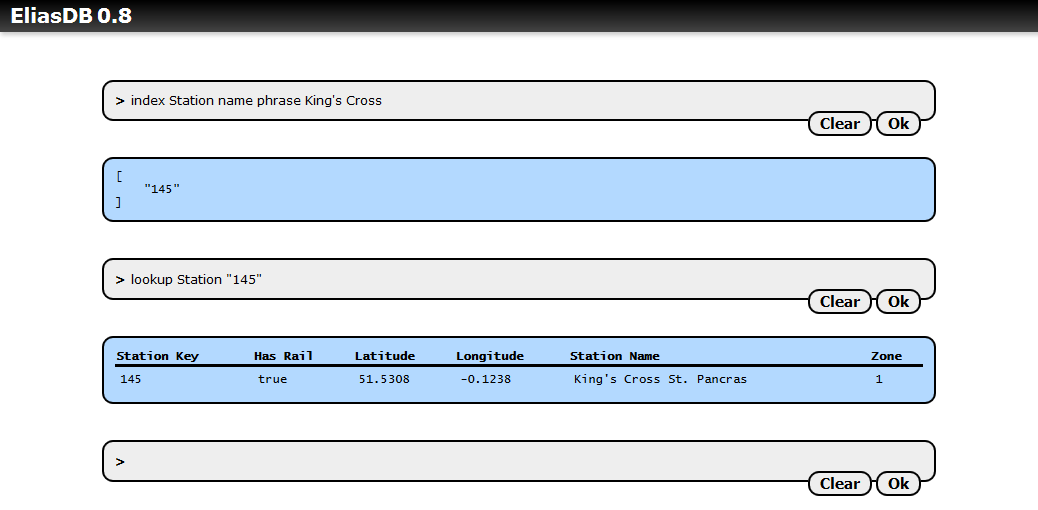 EliasDB 0.8
> index Station name phrase King's Cross
Clear Ok
[
"145"
]
> lookup Station "145"
Clear Ok
Station Key Has Rail Latitude Longitude Station Name Zone
145 true 51.5308 -0.1238 King's Cross St. Pancras 1
>
Clear Ok